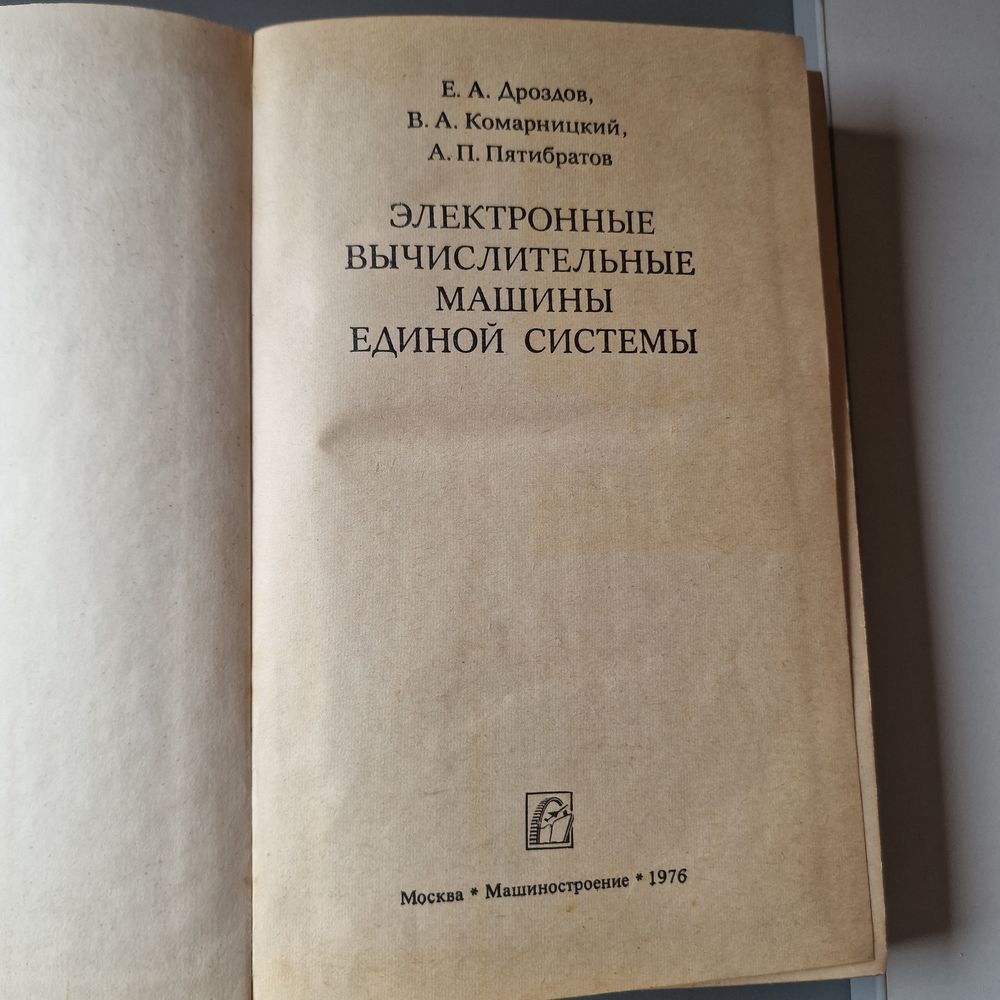 Е. А. Дроздов,
В. А. Комарницкий,
А. П. Пятибратов
ЭЛЕКТРОННЫЕ
ВЫЧИСЛИТЕЛЬНЫЕ
МАШИНЫ
ЕДИНОЙ СИСТЕМЫ
Москва * Машиностроение * 1976